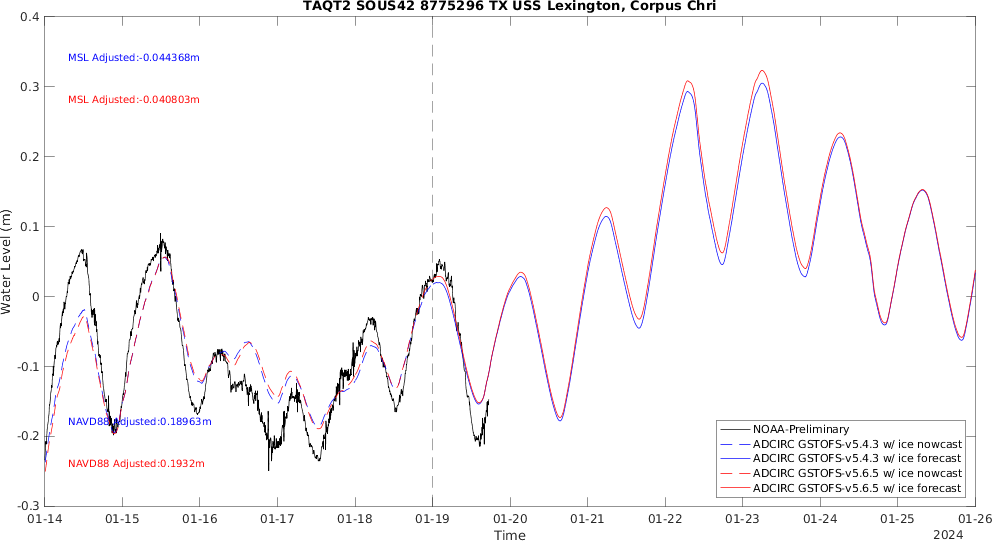 TAQT2 SOUS42 8775296 TX USS Lexington, Corpus Chri
Water Level (m)
0.4
0.3
0.2
0.1
0
-0.1
-0.2
-0.3
MSL Adjusted:-0.044368m
MSL Adjusted:-0.040803m
NAVD88 Adjusted:0.18963m
NAVD88 Adjusted:0.1932m
NOAA-Preliminary
ADCIRC GSTOFS-v5.4.3 w/ ice nowcast
ADCIRC GSTOFS-v5.4.3 w/ ice forecast
ADCIRC GSTOFS-v5.6.5 w/ ice nowcast
ADCIRC GSTOFS-v5.6.5 w/ ice forecast
01-14 01-15 01-16 01-17 01-18 01-19 01-20 01-21 01-22 01-23 01-24 01-25 01-26
Time
2024